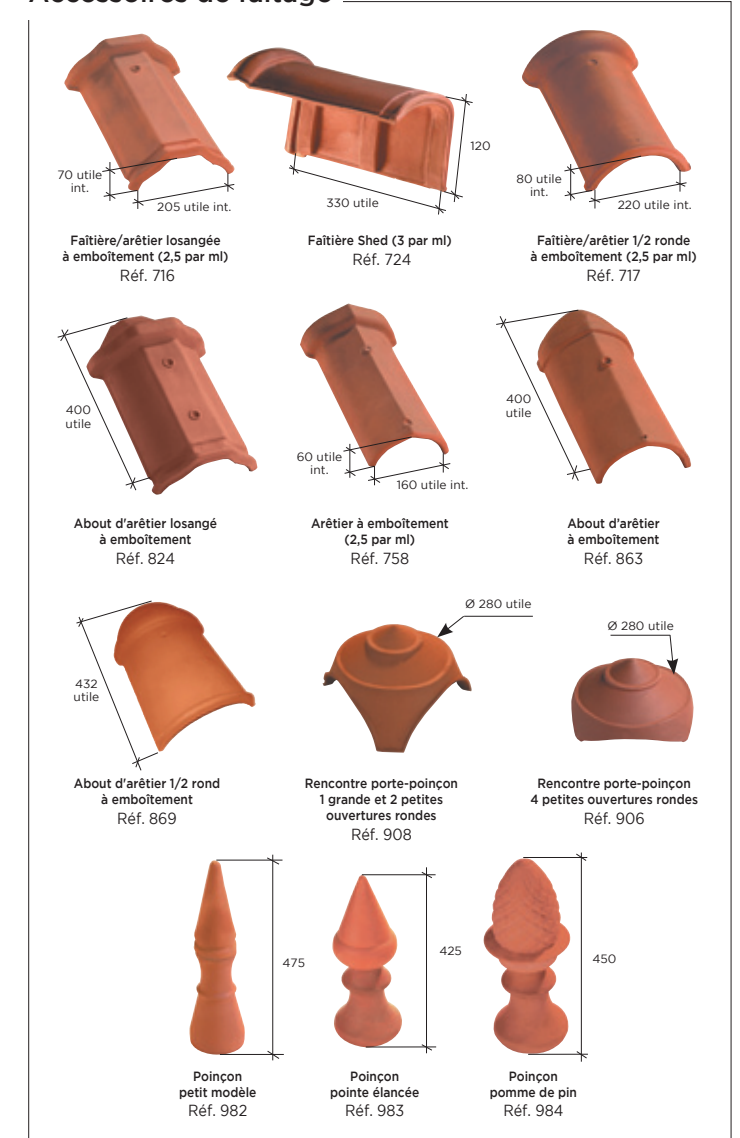 Accessoires de faîtage
70 utile
int.
205 utile int.
Faîtière/arêtier losangée
à emboîtement (2,5 par ml)
Réf. 716
120
330 utile
Faîtière Shed (3 par ml)
Réf. 724
80 utile
int.
220 utile int.
Faîtière/arêtier 1/2 ronde
à emboîtement (2,5 par ml)
Réf. 717
400
utile
About d'arêtier losangé
à emboîtement
Réf. 824
60 utile
int.
160 utile int.
Arêtier à emboîtement
(2,5 par ml)
Réf. 758
400
utile
About d'arêtier
à emboîtement
Réf. 863
432
utile
About d'arêtier 1/2 rond
à emboîtement
Réf. 869
Ø 280 utile
Rencontre porte-poinçon
1 grande et 2 petites
ouvertures rondes
Réf. 908
Ø 280 utile
Rencontre porte-poinçon
4 petites ouvertures rondes
Réf. 906
475
Poinçon
petit modèle
Réf. 982
425
Poinçon
pointe élancée
Réf. 983
450
Poinçon
pomme de pin
Réf. 984